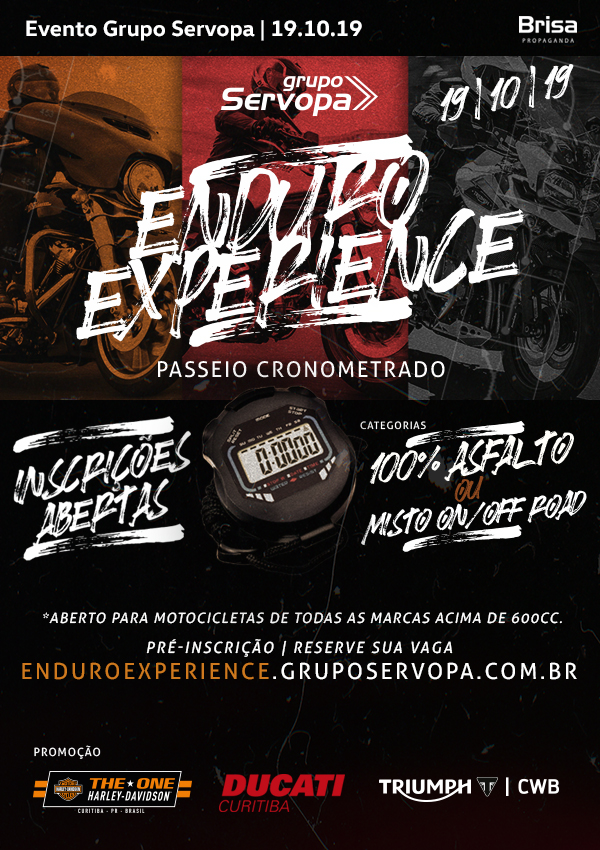 Evento Grupo Servopa | 19.10.19
Brisa
PROPAGANDA
grupo
Servopa
19 | 10 | 19
ENDURO
EXPERIENCE
PASSEIO CRONOMETRADO
INSCRIÇÕES
ABERTAS
MODE
CATEGORIAS
100% ASFALTO
OU
MISTO ON/OFF ROAD
*ABERTO PARA MOTOCICLETAS DE TODAS AS MARCAS ACIMA DE 600CC.
PRÉ-INSCRIÇÃO | RESERVE SUA VAGA
ENDUROEXPERIENCE.GRUPOSERVOPA.COM.BR
PROMOÇÃO
THE ★ ONE
HARLEY-DAVIDSON
CURITIBA - PR - BRASIL
DUCATI
CURITIBA
TRIUMPH | CWB